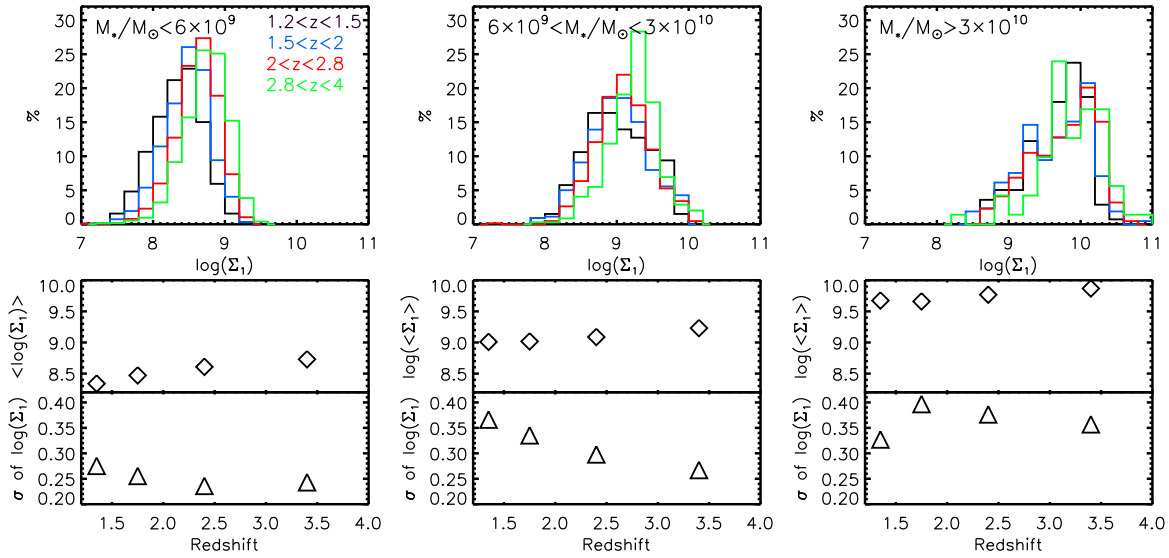 M*/M⊙<6×10⁹
1.2<z<1.5
1.5<z<2
2<z<2.8
2.8<z<4
%
30
25
20
15
10
5
0
7 8 9 10 11
log(Σ₁)
6×10⁹<M*/M⊙<3×10¹⁰
%
30
25
20
15
10
5
0
7 8 9 10 11
log(Σ₁)
M*/M⊙>3×10¹⁰
%
30
25
20
15
10
5
0
7 8 9 10 11
log(Σ₁)
<log(Σ₁)>
10.0
9.5
9.0
8.5
σ of log(Σ₁)
0.40
0.35
0.30
0.25
0.20
1.5 2.0 2.5 3.0 3.5 4.0
Redshift
log(<Σ₁>)
10.0
9.5
9.0
8.5
σ of log(Σ₁)
0.40
0.35
0.30
0.25
0.20
1.5 2.0 2.5 3.0 3.5 4.0
Redshift
log(<Σ₁>)
10.0
9.5
9.0
8.5
σ of log(Σ₁)
0.40
0.35
0.30
0.25
0.20
1.5 2.0 2.5 3.0 3.5 4.0
Redshift